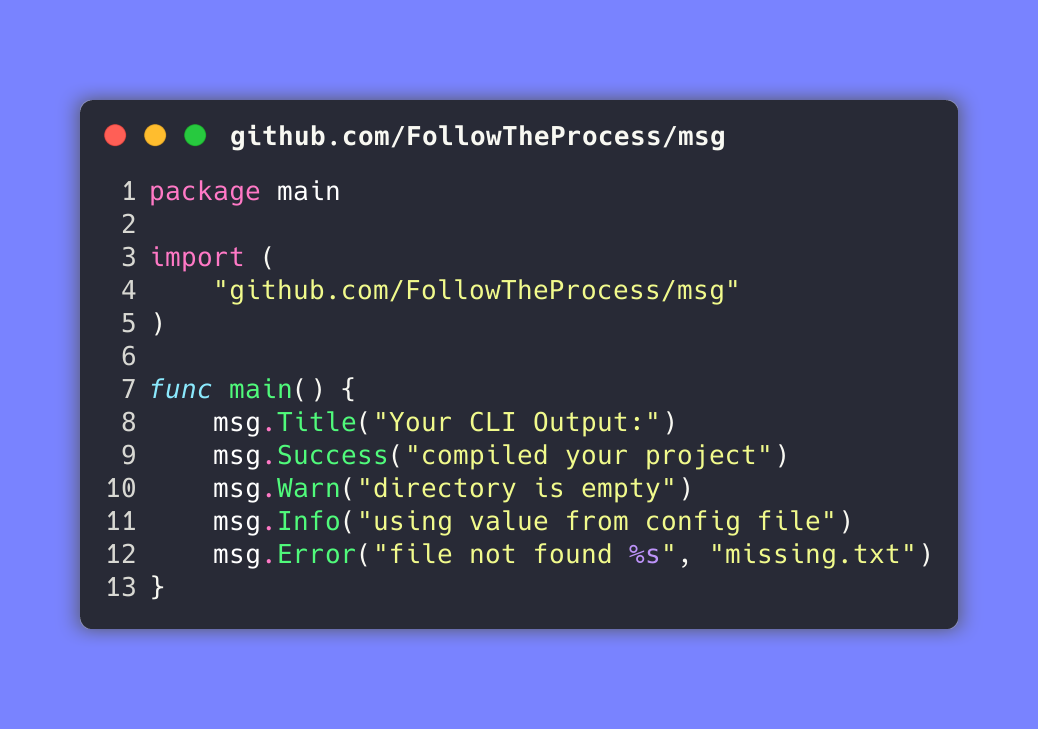 github.com/FollowTheProcess/msg
1 package main
2
3 import (
4     "github.com/FollowTheProcess/msg"
5 )
6
7 func main() {
8     msg.Title("Your CLI Output:")
9     msg.Success("compiled your project")
10     msg.Warn("directory is empty")
11     msg.Info("using value from config file")
12     msg.Error("file not found %s", "missing.txt")
13 }